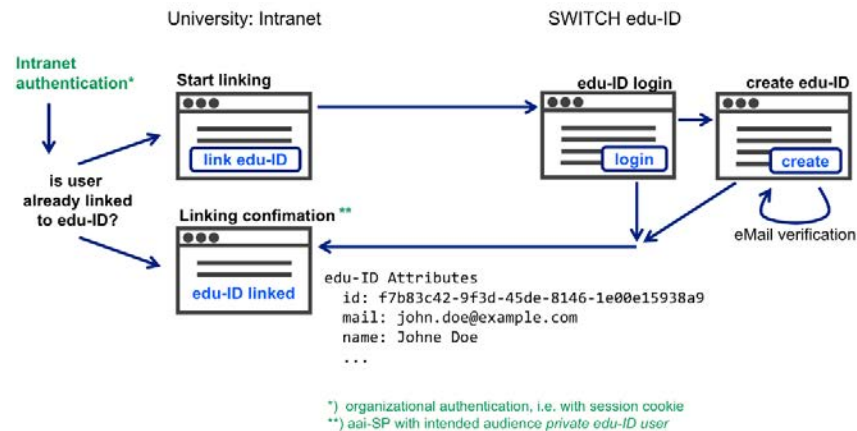 University: Intranet
SWITCH edu-ID
Intranet
authentication*
Start linking
edu-ID login
create edu-ID
link edu-ID
login
create
is user
already linked
to edu-ID?
Linking confimation **
eMail verification
edu-ID linked
edu-ID Attributes
id: f7b83c42-9f3d-45de-8146-1e00e15938a9
mail: john.doe@example.com
name: Johne Doe
...
*) organizational authentication, i.e. with session cookie
**) aai-SP with intended audience private edu-ID user